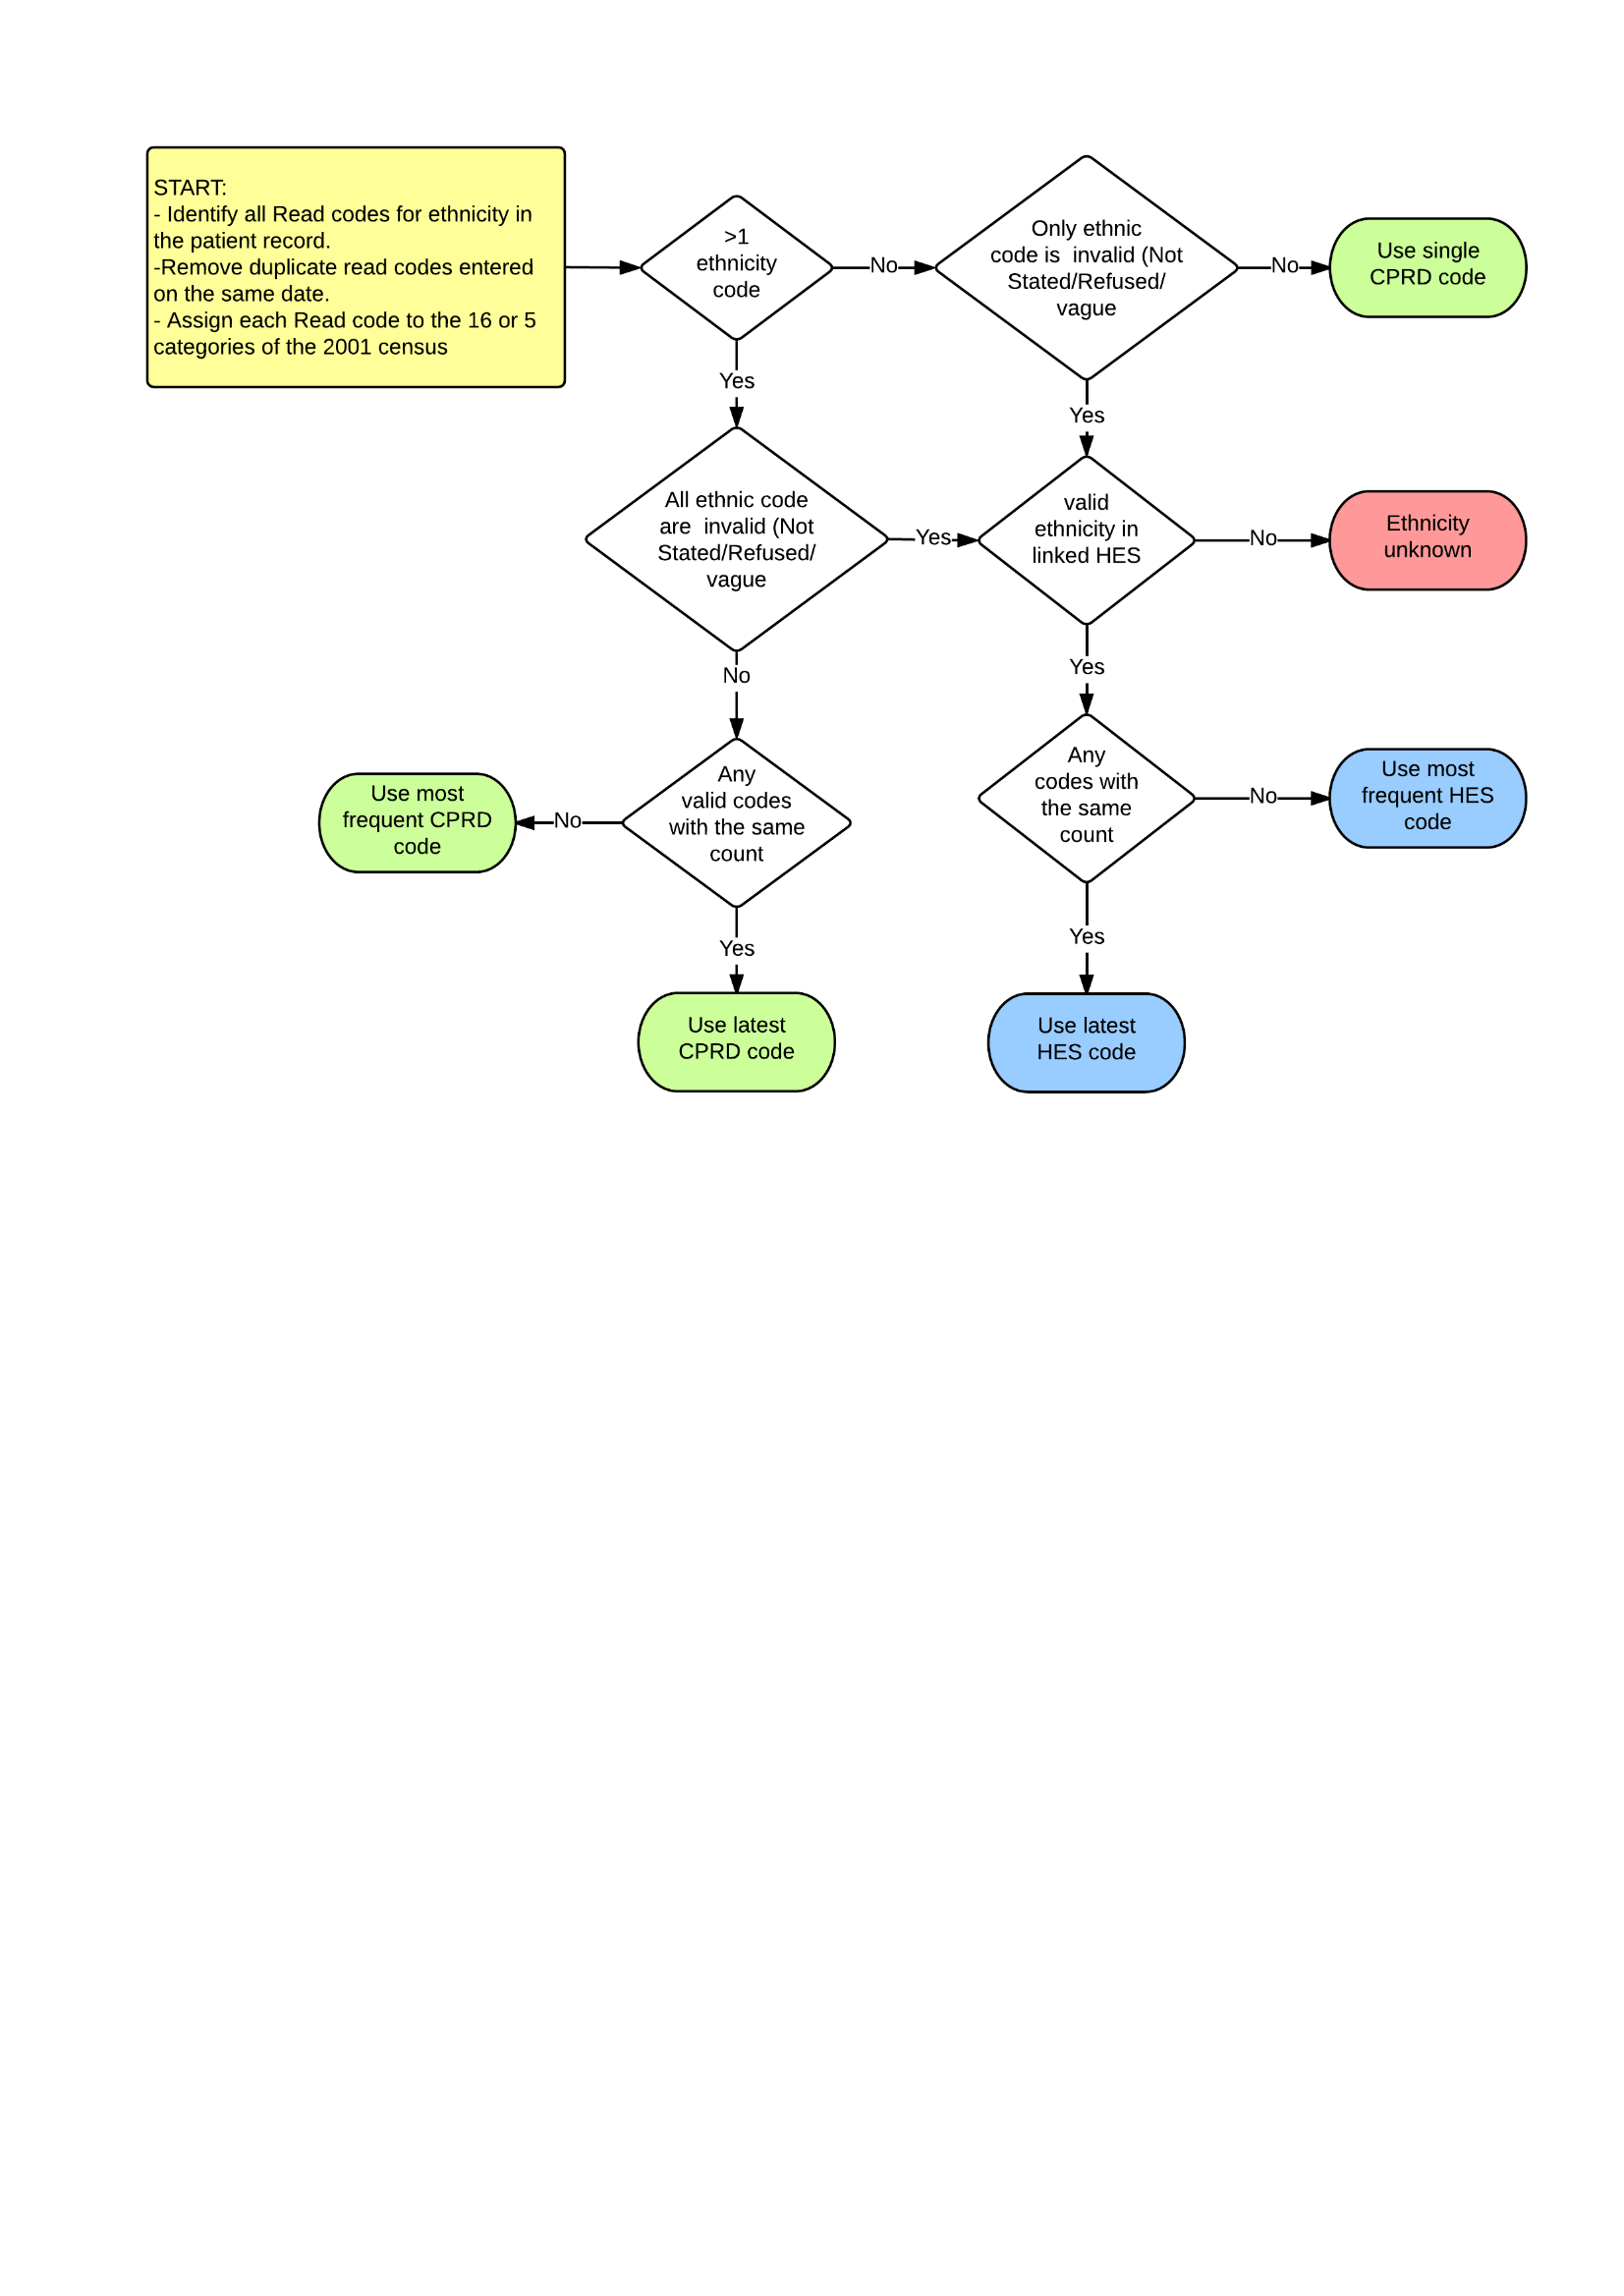 START:
- Identify all Read codes for ethnicity in
the patient record.
-Remove duplicate read codes entered
on the same date.
- Assign each Read code to the 16 or 5
categories of the 2001 census
>1
ethnicity
code
No
Only ethnic
code is  invalid (Not
Stated/Refused/
vague
No
Use single
CPRD code
Yes
Yes
All ethnic code
are  invalid (Not
Stated/Refused/
vague
Yes
valid
ethnicity in
linked HES
No
Ethnicity
unknown
No
Yes
Use most
frequent CPRD
code
No
Any
valid codes
with the same
count
Any
codes with
the same
count
No
Use most
frequent HES
code
Yes
Yes
Use latest
CPRD code
Use latest
HES code